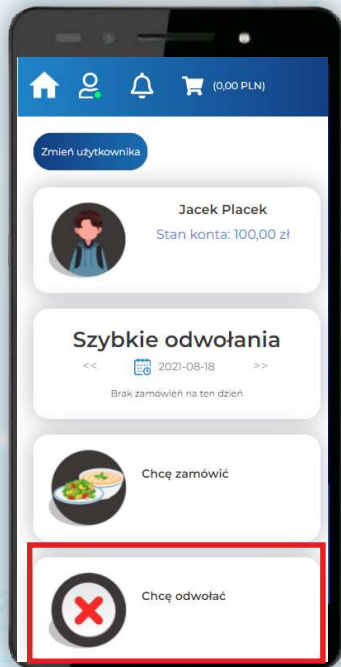 (0,00 PLN)
Zmień użytkownika
Jacek Placek
Stan konta: 100,00 zł
Szybkie odwołania
<< 2021-08-18 >>
Brak zamówień na ten dzień
Chcę zamówić
Chcę odwołać